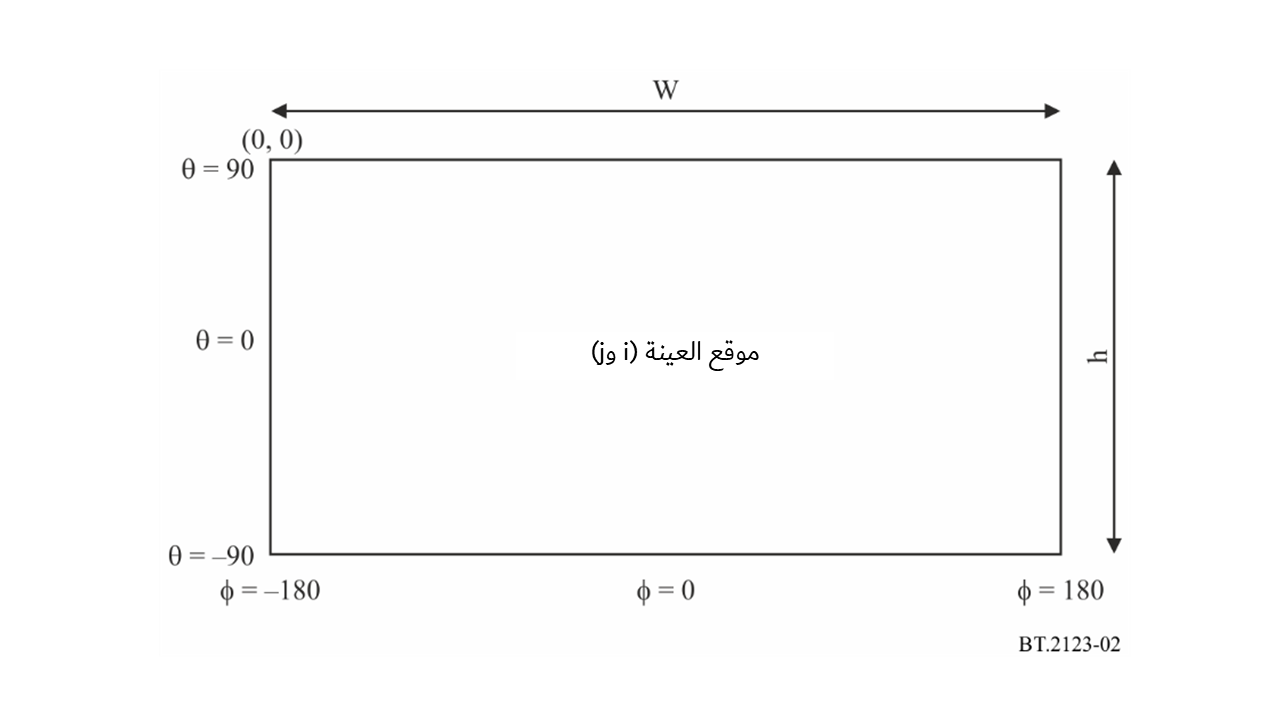 W
(0, 0)
θ = 90
θ = 0
موقع العينة (i وj)
h
θ = –90
ϕ = –180
ϕ = 0
ϕ = 180
BT.2123-02